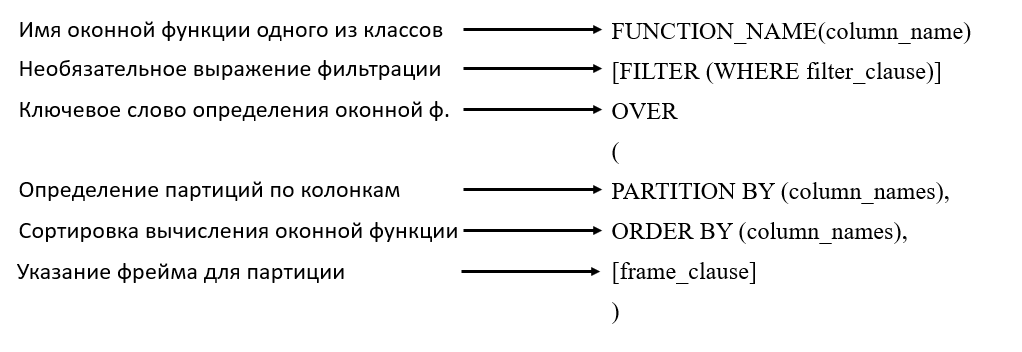 Имя оконной функции одного из классов FUNCTION_NAME(column_name)
Необязательное выражение фильтрации [FILTER (WHERE filter_clause)]
Ключевое слово определения оконной ф. OVER
(
Определение партиций по колонкам PARTITION BY (column_names),
Сортировка вычисления оконной функции ORDER BY (column_names),
Указание фрейма для партиции [frame_clause]
)